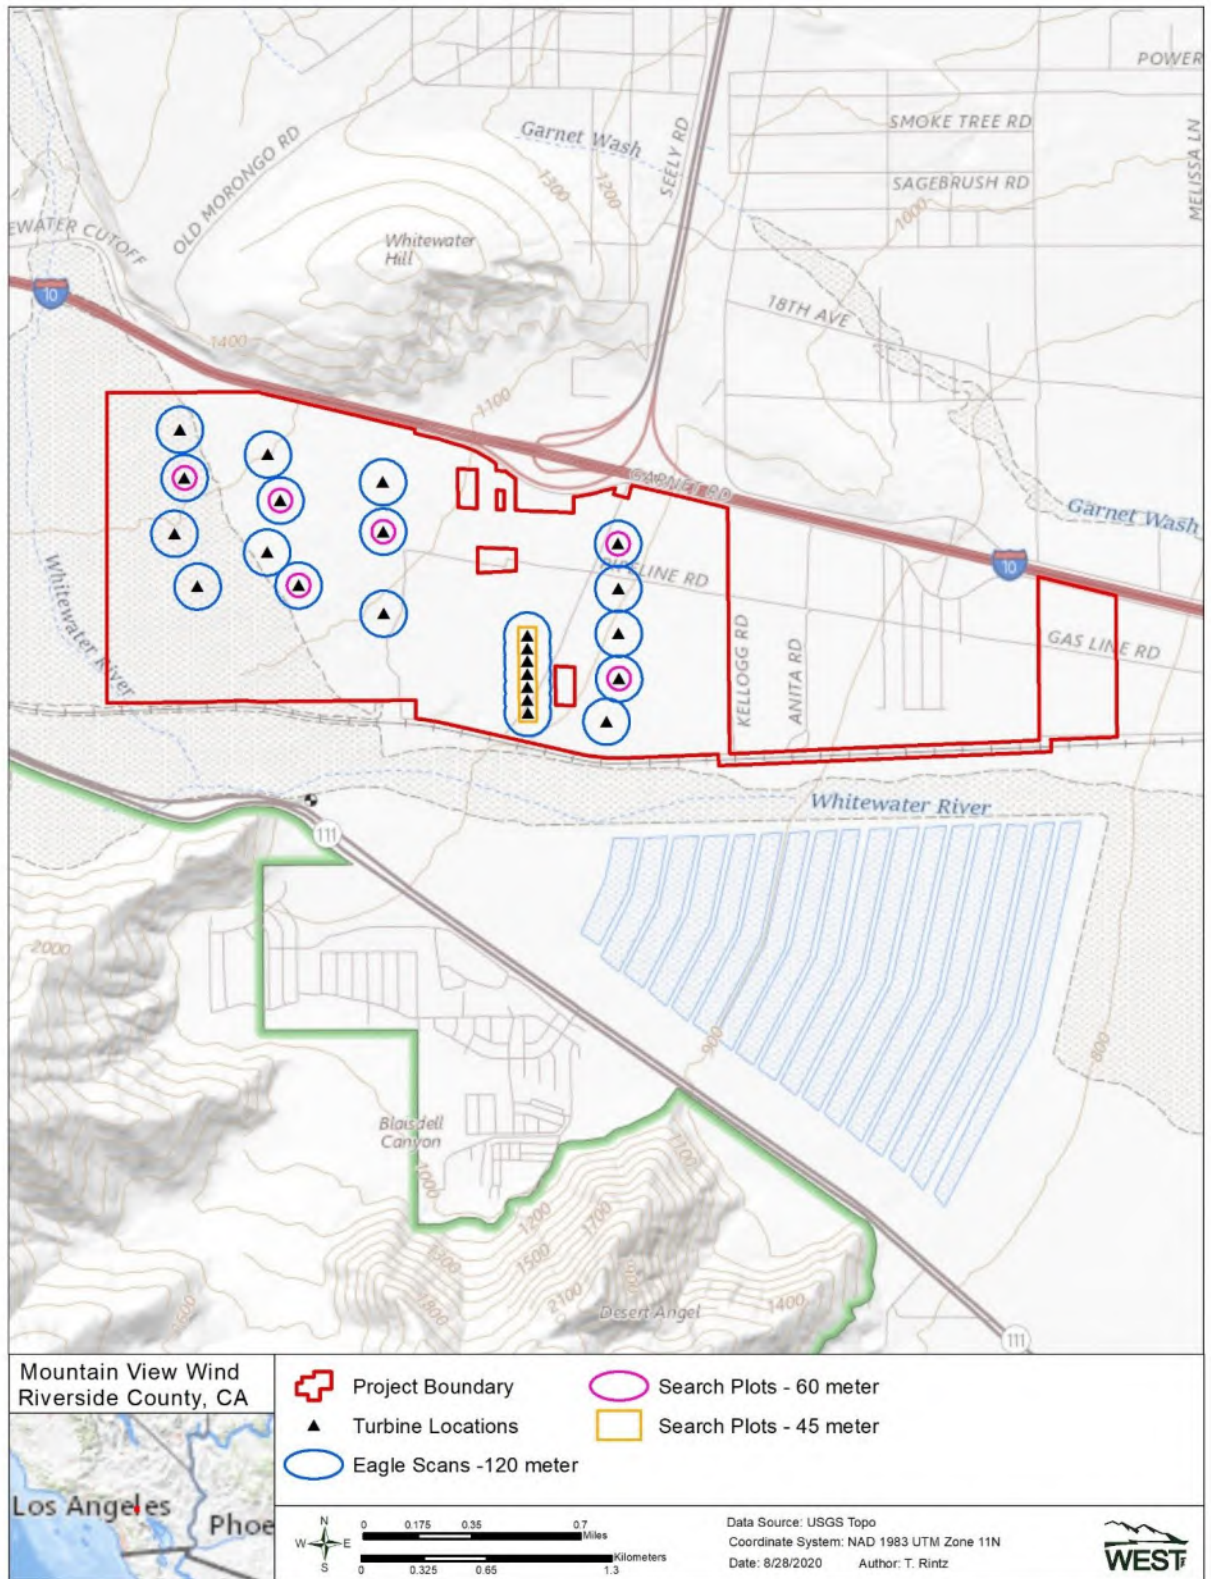 POWER
SMOKE TREE RD
Garnet Wash
SEELY RD
OLD MORONGO RD
1300
1200
SAGEBRUSH RD
MELISSA LN
1000
EWATER CUTOFF
Whitewater
Hill
10
18TH AVE
1400
1100
GARNET RD
Garnet Wash
10
PIPELINE RD
Whitewater River
KELLOGG RD
ANITA RD
GAS LINE RD
Whitewater River
111
2000
900
800
Blaisdell
Canyon
1000
1100
1200
1700
1300
1500
1800
2100
1600
Desert Angel
1400
111
Mountain View Wind
Riverside County, CA
Project Boundary
Search Plots - 60 meter
Turbine Locations
Search Plots - 45 meter
Eagle Scans -120 meter
Los Angeles
Phoe
N
W E
S
0 0.175 0.35 0.7
Miles
Kilometers
0 0.325 0.65 1.3
Data Source: USGS Topo
Coordinate System: NAD 1983 UTM Zone 11N
Date: 8/28/2020 Author: T. Rintz
WEST